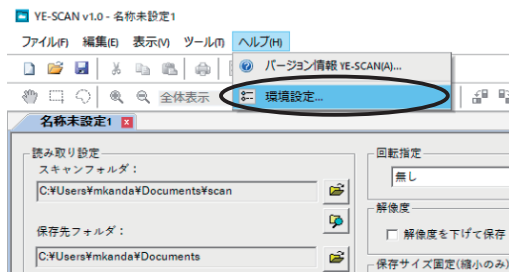 YE-SCAN v1.0 - 名称未設定1
ファイル(F) 編集(E) 表示(V) ツール(T) ヘルプ(H)
バージョン情報 YE-SCAN(A)...
全体表示 環境設定...
名称未設定1
読み取り設定
スキャンフォルダ：
C:¥Users¥mkanda¥Documents¥scan
保存先フォルダ：
C:¥Users¥mkanda¥Documents
回転指定
無し
解像度
解像度を下げて保存
保存サイズ固定(縮小のみ)